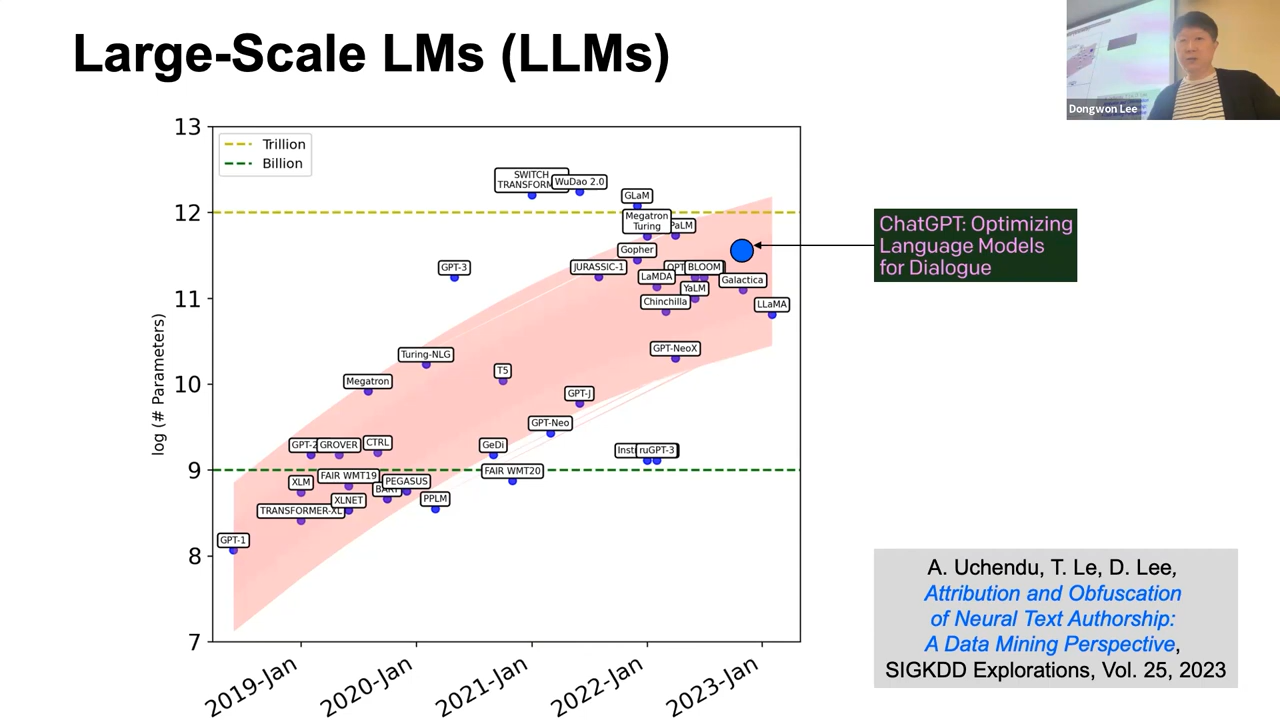 Large-Scale LMs (LLMs)
Dongwon Lee
13
12
11
10
9
8
7
log (# Parameters)
Trillion
Billion
SWITCH
TRANSFORM
WuDao 2.0
GLaM
Megatron
Turing
PaLM
Gopher
GPT-3
JURASSIC-1
LaMDA
OPT
BLOOM
YaLM
Galactica
Chinchilla
LLaMA
GPT-NeoX
Turing-NLG
T5
Megatron
GPT-J
GPT-Neo
GPT-2
GROVER
CTRL
GeDi
ruGPT-3
FAIR WMT19
FAIR WMT20
XLM
PEGASUS
XLNET
PPLM
TRANSFORMER-XL
GPT-1
2019-Jan
2020-Jan
2021-Jan
2022-Jan
2023-Jan
ChatGPT: Optimizing
Language Models
for Dialogue
A. Uchendu, T. Le, D. Lee,
Attribution and Obfuscation
of Neural Text Authorship:
A Data Mining Perspective,
SIGKDD Explorations, Vol. 25, 2023